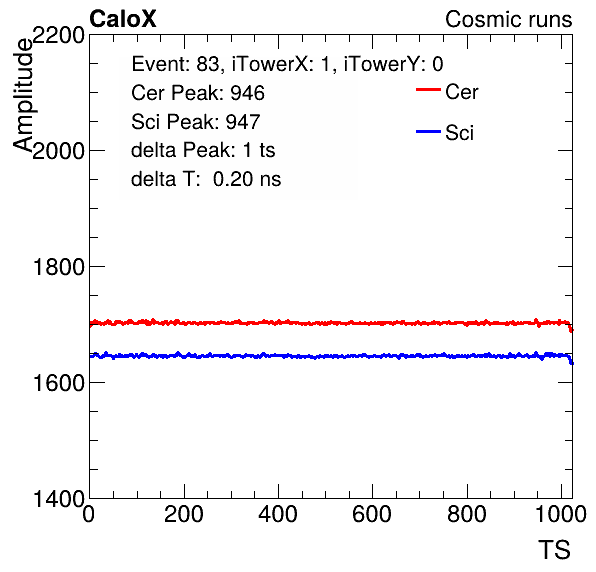 CaloX Cosmic runs
Amplitude
2200
2000
1800
1600
1400
Event: 83, iTowerX: 1, iTowerY: 0
Cer Peak: 946
Sci Peak: 947
delta Peak: 1 ts
delta T: 0.20 ns
Cer
Sci
0 200 400 600 800 1000
TS